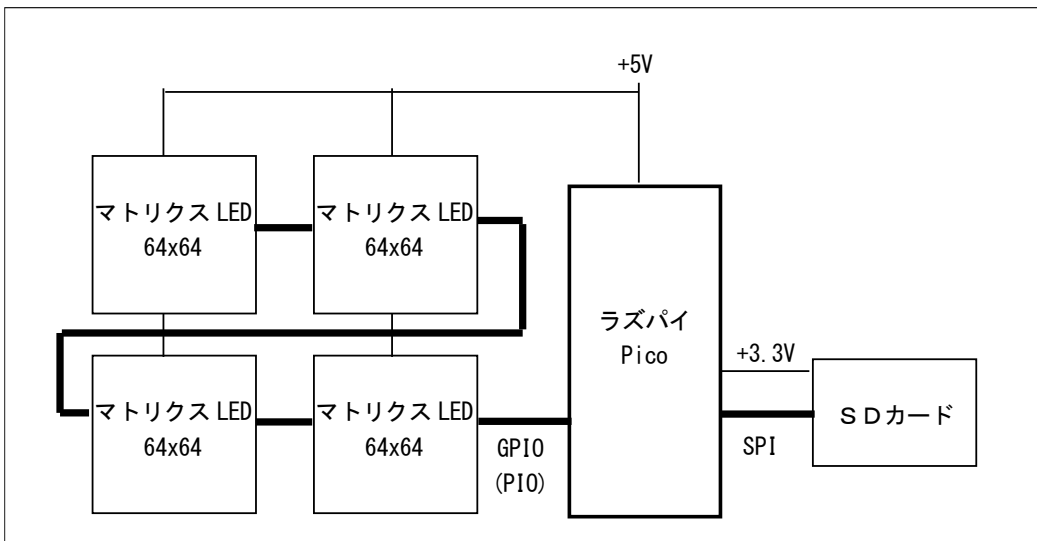 +5V
マトリクス LED
64x64
マトリクス LED
64x64
ラズパイ
Pico
+3.3V
SDカード
SPI
マトリクス LED
64x64
マトリクス LED
64x64
GPIO
(PIO)